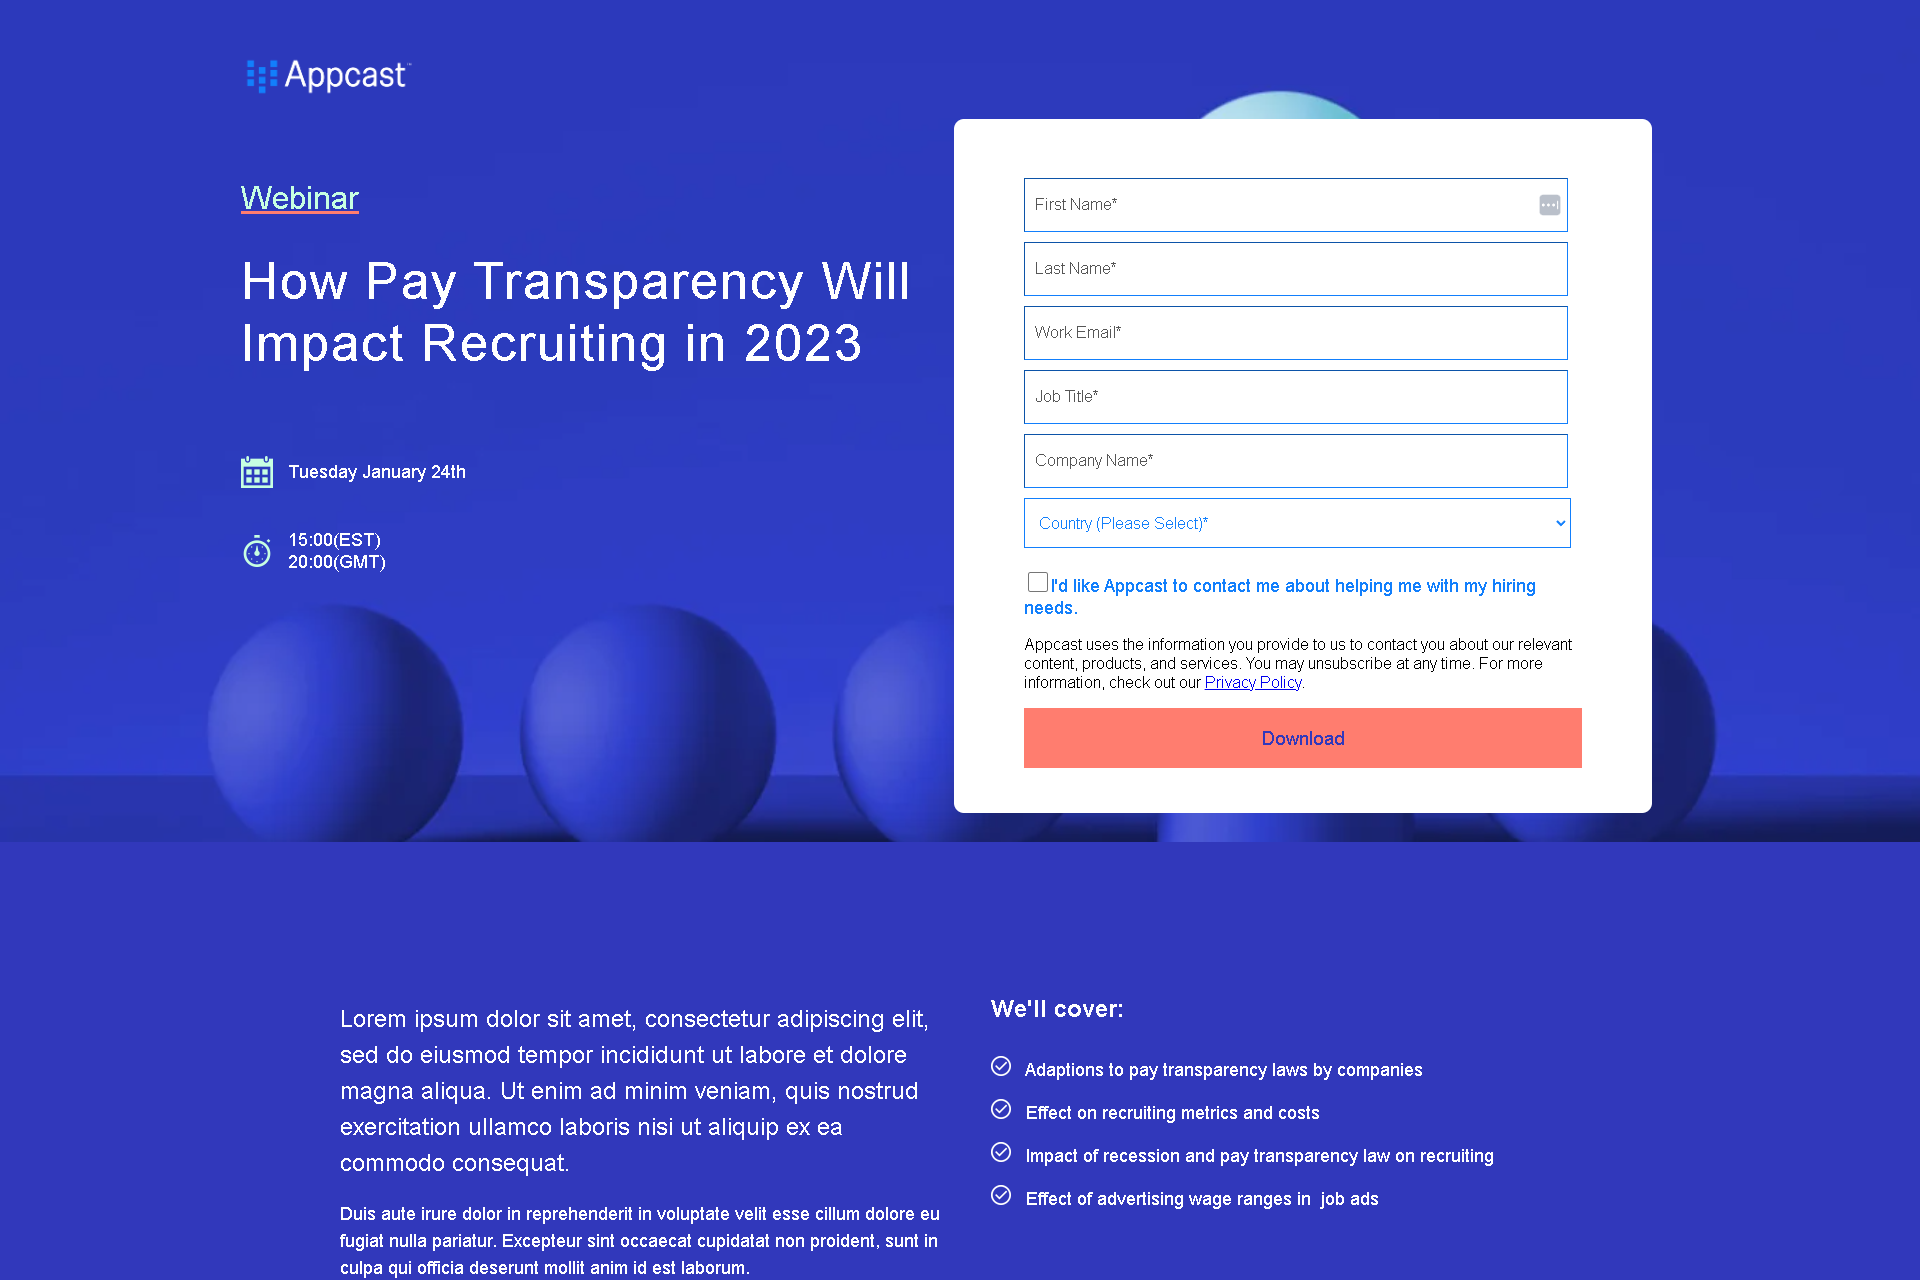 Appcast™
Webinar
How Pay Transparency Will
Impact Recruiting in 2023
Tuesday January 24th
15:00(EST)
20:00(GMT)
First Name*
Last Name*
Work Email*
Job Title*
Company Name*
Country (Please Select)*
I'd like Appcast to contact me about helping me with my hiring
needs.
Appcast uses the information you provide to us to contact you about our relevant
content, products, and services. You may unsubscribe at any time. For more
information, check out our Privacy Policy.
Download
Lorem ipsum dolor sit amet, consectetur adipiscing elit,
sed do eiusmod tempor incididunt ut labore et dolore
magna aliqua. Ut enim ad minim veniam, quis nostrud
exercitation ullamco laboris nisi ut aliquip ex ea
commodo consequat.
Duis aute irure dolor in reprehenderit in voluptate velit esse cillum dolore eu
fugiat nulla pariatur. Excepteur sint occaecat cupidatat non proident, sunt in
culpa qui officia deserunt mollit anim id est laborum.
We'll cover:
Adaptions to pay transparency laws by companies
Effect on recruiting metrics and costs
Impact of recession and pay transparency law on recruiting
Effect of advertising wage ranges in  job ads